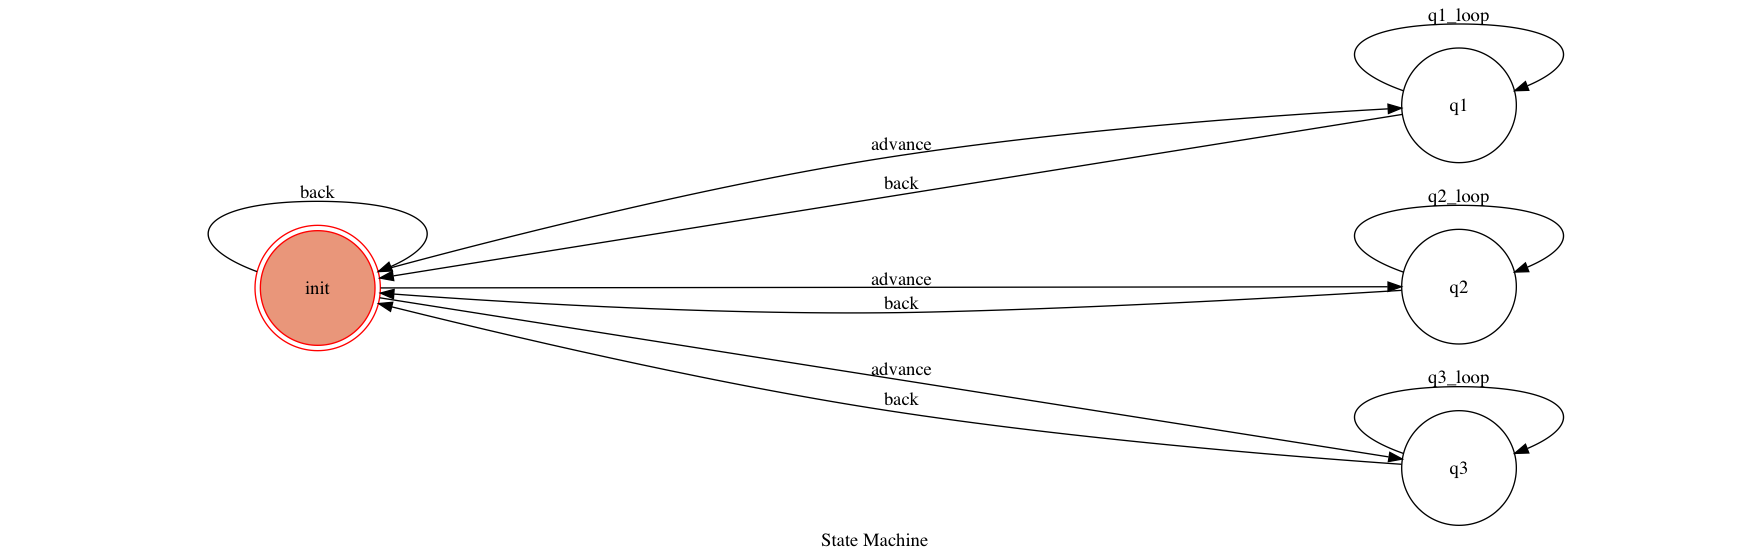 q1_loop
q1
advance
back
back
q2_loop
init
advance
q2
back
advance
q3_loop
back
q3
State Machine